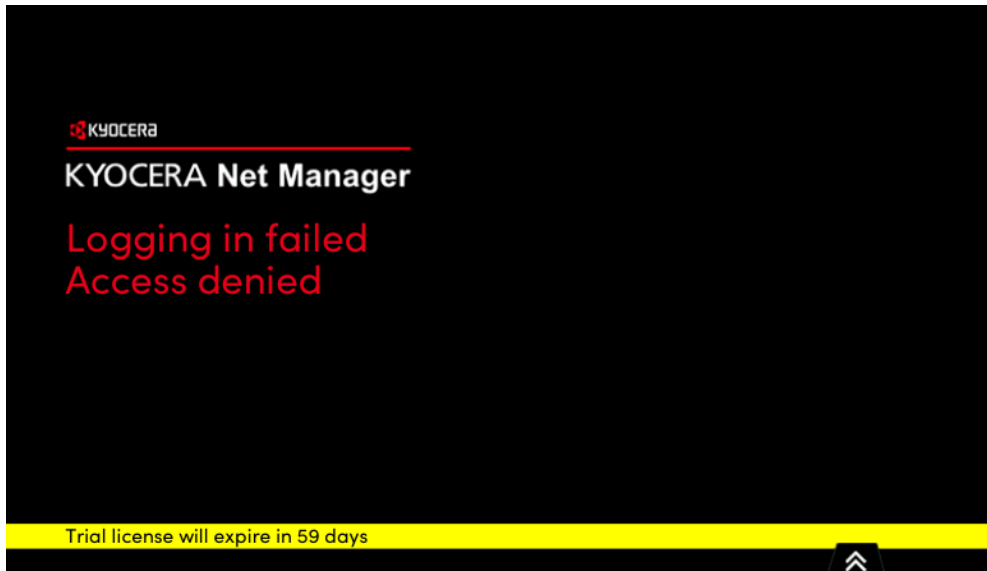 KYOCERA
KYOCERA Net Manager
Logging in failed
Access denied
Trial license will expire in 59 days